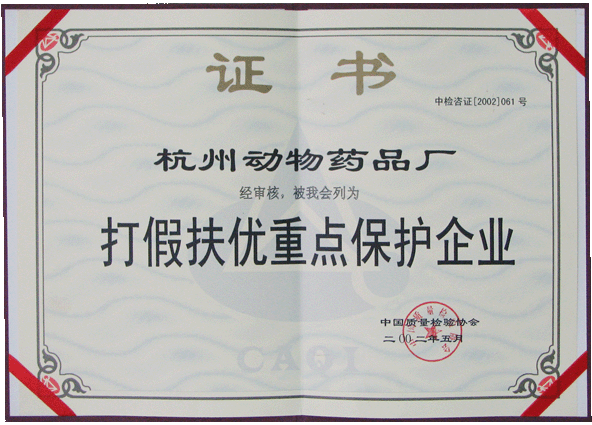 证书
中检咨证[2002]061号
杭州动物药品厂
经审核，被我会列为
打假扶优重点保护企业
中国质量检验协会
二〇〇二年五月
CAQI